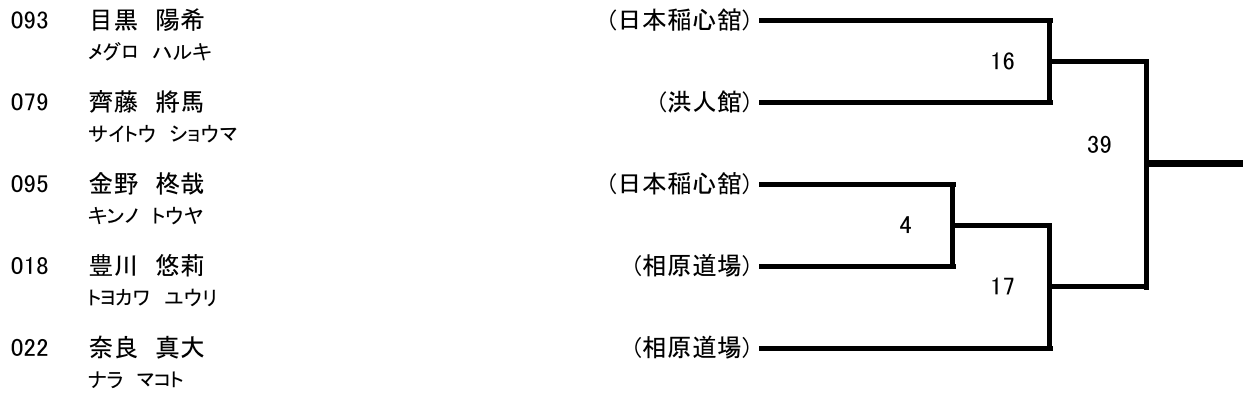 093 目黒 陽希 (日本稲心舘)
メグロ ハルキ
16
079 齊藤 將馬 (洪人館)
サイトウ ショウマ
39
095 金野 柊哉 (日本稲心舘)
キンノ トウヤ
4
018 豊川 悠莉 (相原道場)
トヨカワ ユウリ
17
022 奈良 真大 (相原道場)
ナラ マコト